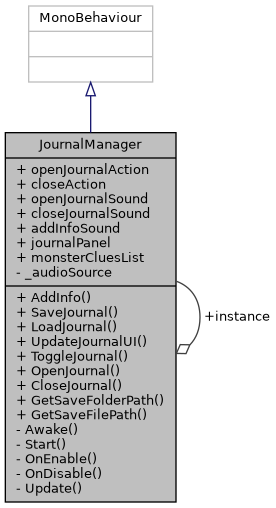 MonoBehaviour
JournalManager
+ openJournalAction
+ closeAction
+ openJournalSound
+ closeJournalSound
+ addInfoSound
+ journalPanel
+ monsterCluesList
- _audioSource
+ AddInfo()
+ SaveJournal()
+ LoadJournal()
+ UpdateJournalUI()
+ ToggleJournal()
+ OpenJournal()
+ CloseJournal()
+ GetSaveFolderPath()
+ GetSaveFilePath()
- Awake()
- Start()
- OnEnable()
- OnDisable()
- Update()
+instance